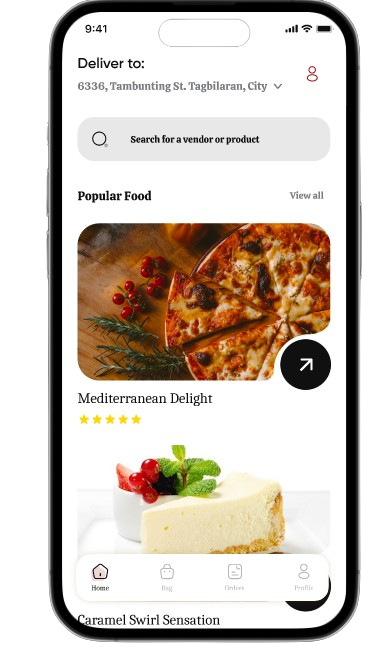 9:41
Deliver to:
6336, Tambunting St. Tagbilaran, City
Search for a vendor or product
Popular Food
View all
Mediterranean Delight
Home
Bag
Orders
Profile
Caramel Swirl Sensation